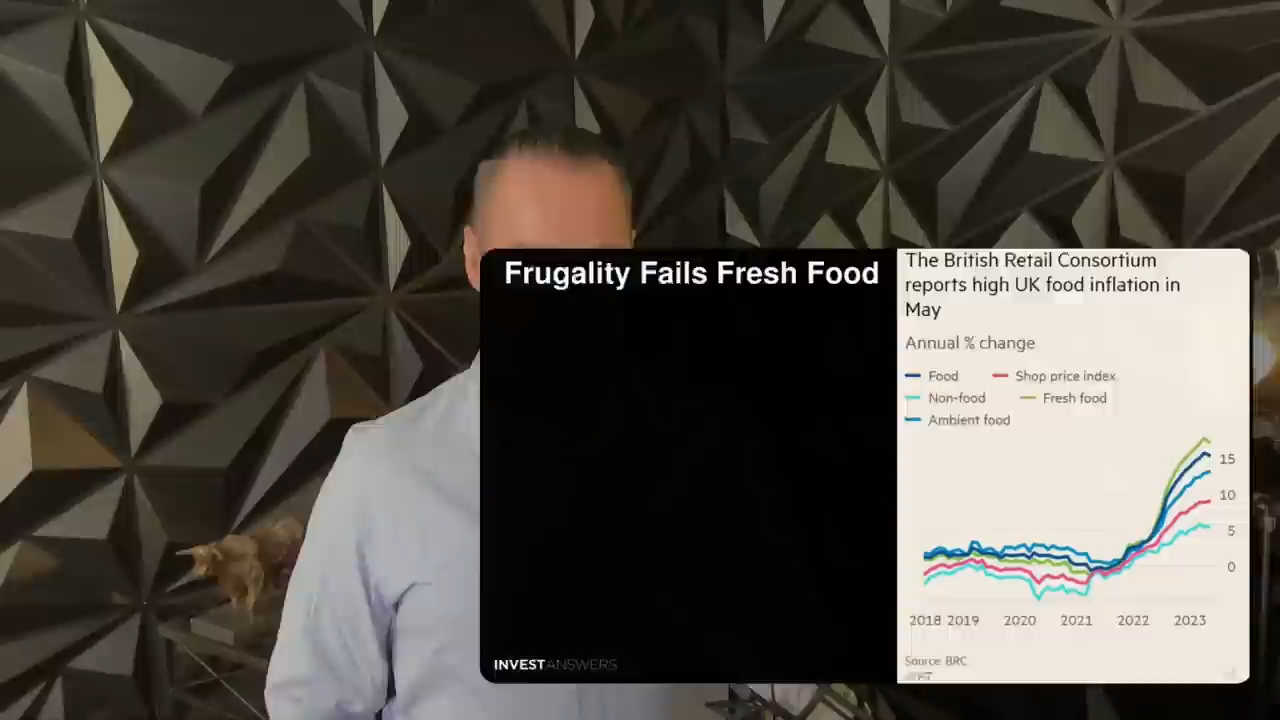 Frugality Fails Fresh Food
The British Retail Consortium
reports high UK food inflation in
May
Annual % change
Food
Shop price index
Non-food
Fresh food
Ambient food
15
10
5
0
2018 2019 2020 2021 2022 2023
Source: BRC
INVESTANSWERS